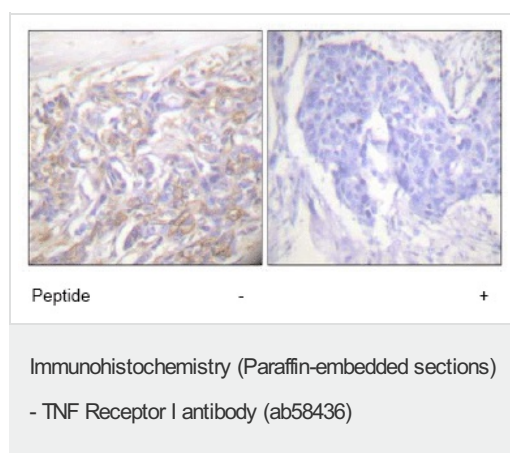 Peptide - +
Immunohistochemistry (Paraffin-embedded sections)
- TNF Receptor I antibody (ab58436)